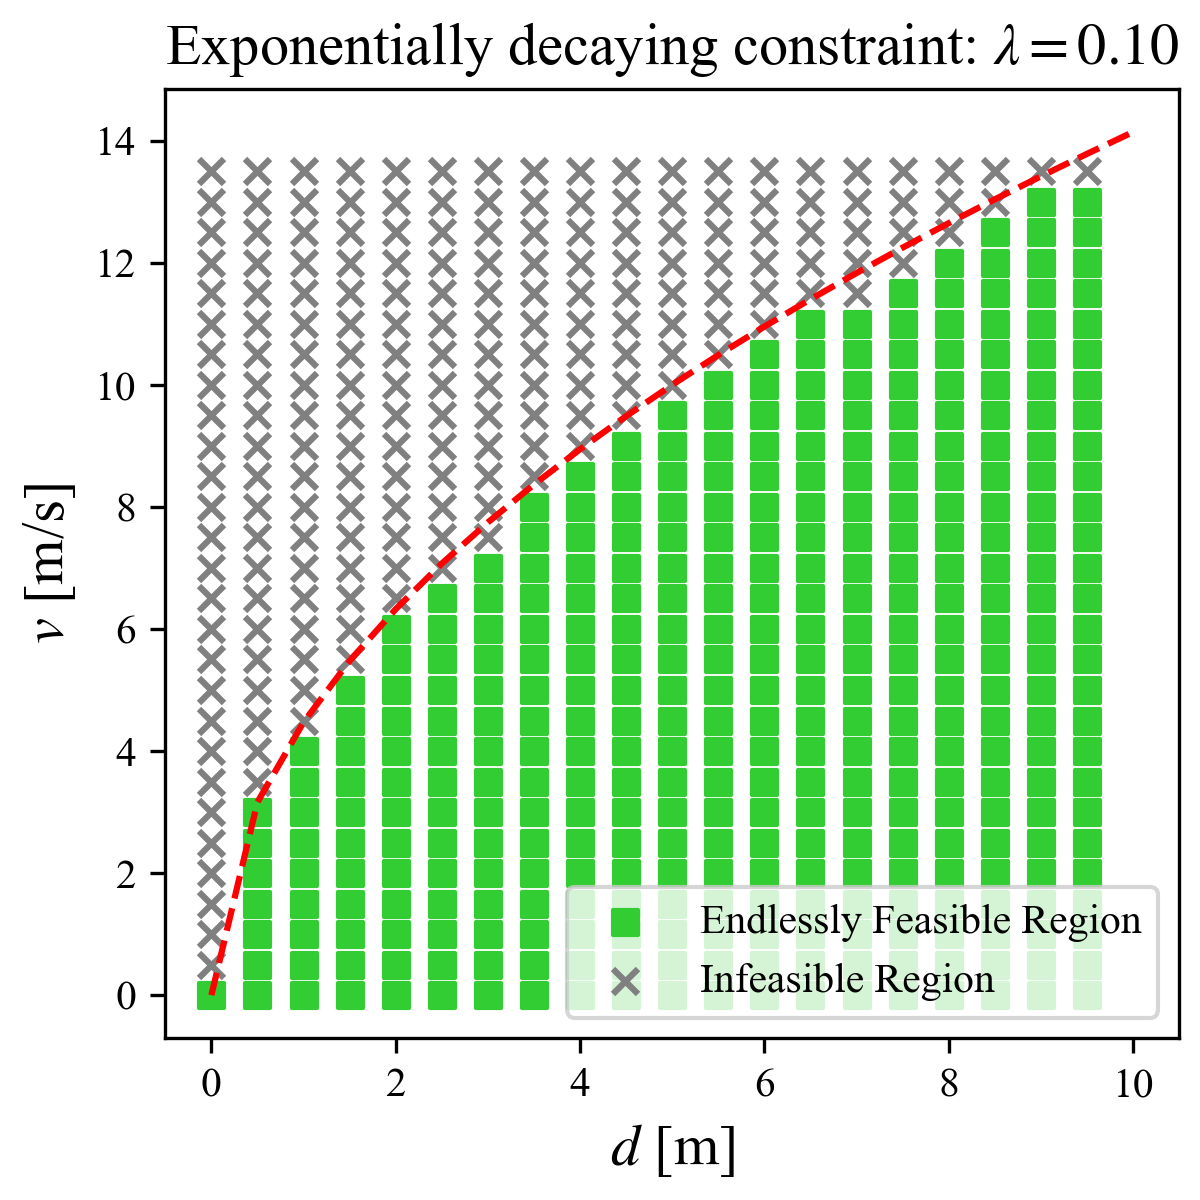 Exponentially decaying constraint: λ = 0.10
14
12
10
8
6
4
2
0
v [m/s]
Endlessly Feasible Region
Infeasible Region
0 2 4 6 8 10
d [m]